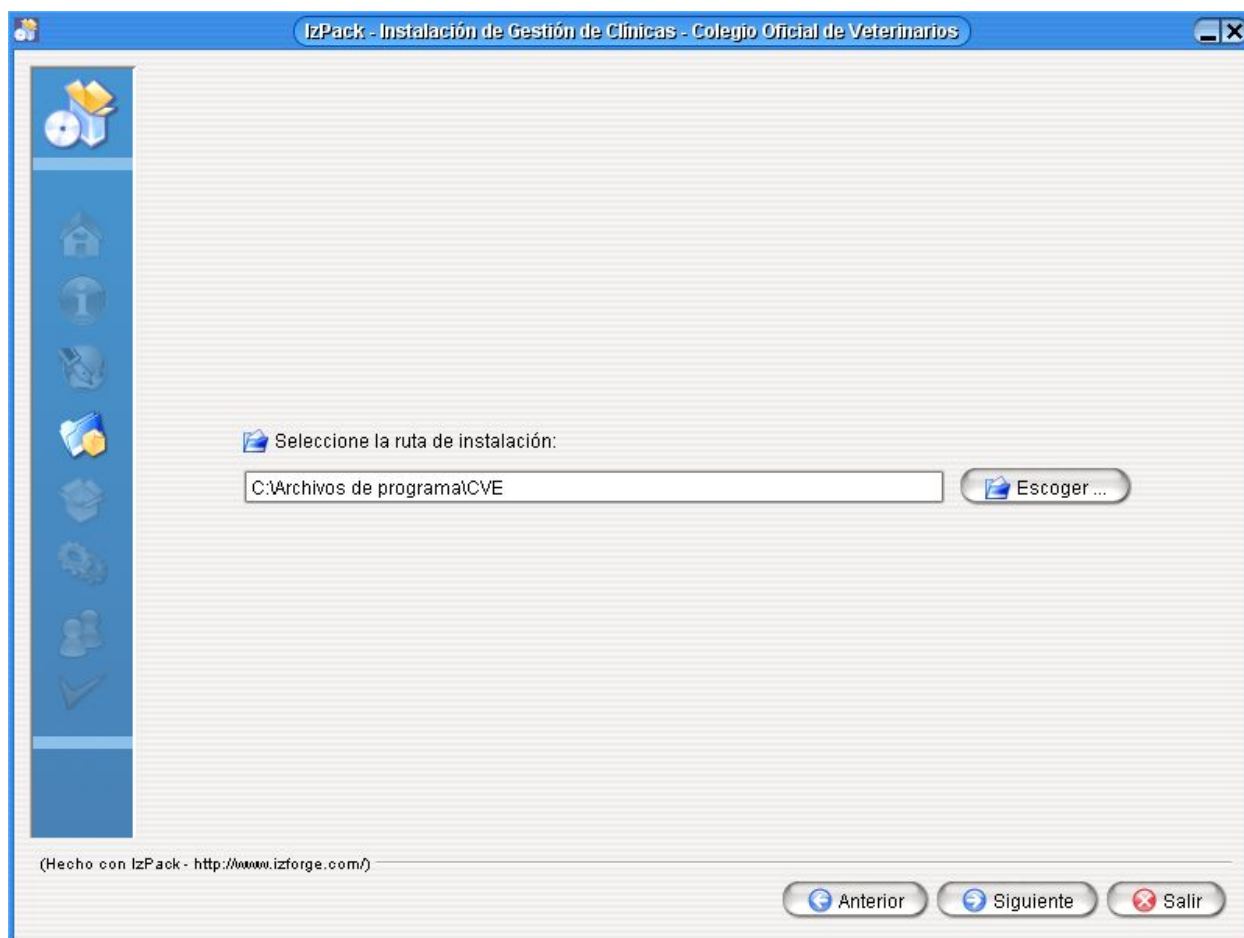 IzPack - Instalación de Gestión de Clínicas - Colegio Oficial de Veterinarios
Seleccione la ruta de instalación:
C:\Archivos de programa\CVE
Escoger ...
(Hecho con IzPack - http://www.izforge.com/)
Anterior
Siguiente
Salir